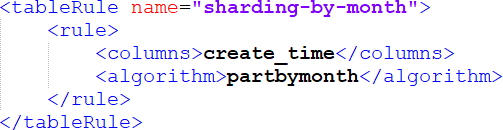 <tableRule name="sharding-by-month">
<rule>
<columns>create_time</columns>
<algorithm>partbymonth</algorithm>
</rule>
</tableRule>